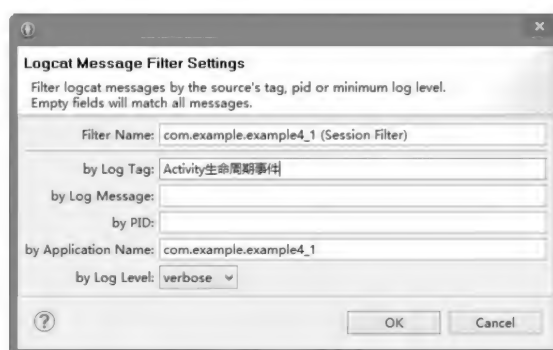 Logcat Message Filter Settings
Filter logcat messages by the source's tag, pid or minimum log level.
Empty fields will match all messages.
Filter Name: com.example.example4_1 (Session Filter)
by Log Tag: Activity生命周期事件
by Log Message:
by PID:
by Application Name: com.example.example4_1
by Log Level: verbose
OK Cancel